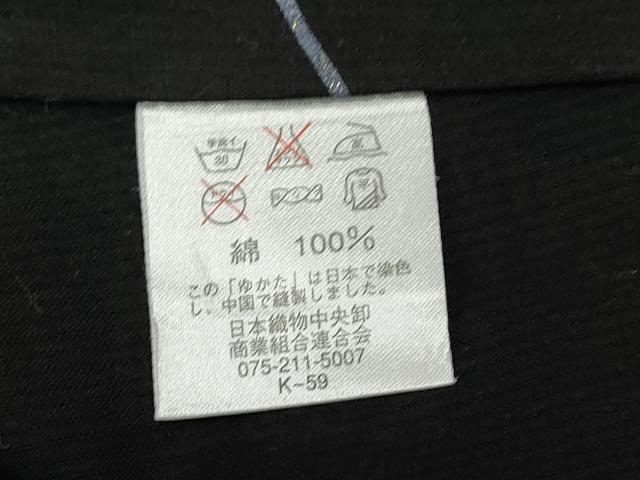 手洗イ
30
中
綿 100%
この「ゆかた」は日本で染色
し、中国で縫製しました。
日本織物中央卸
商業組合連合会
075-211-5007
K-59